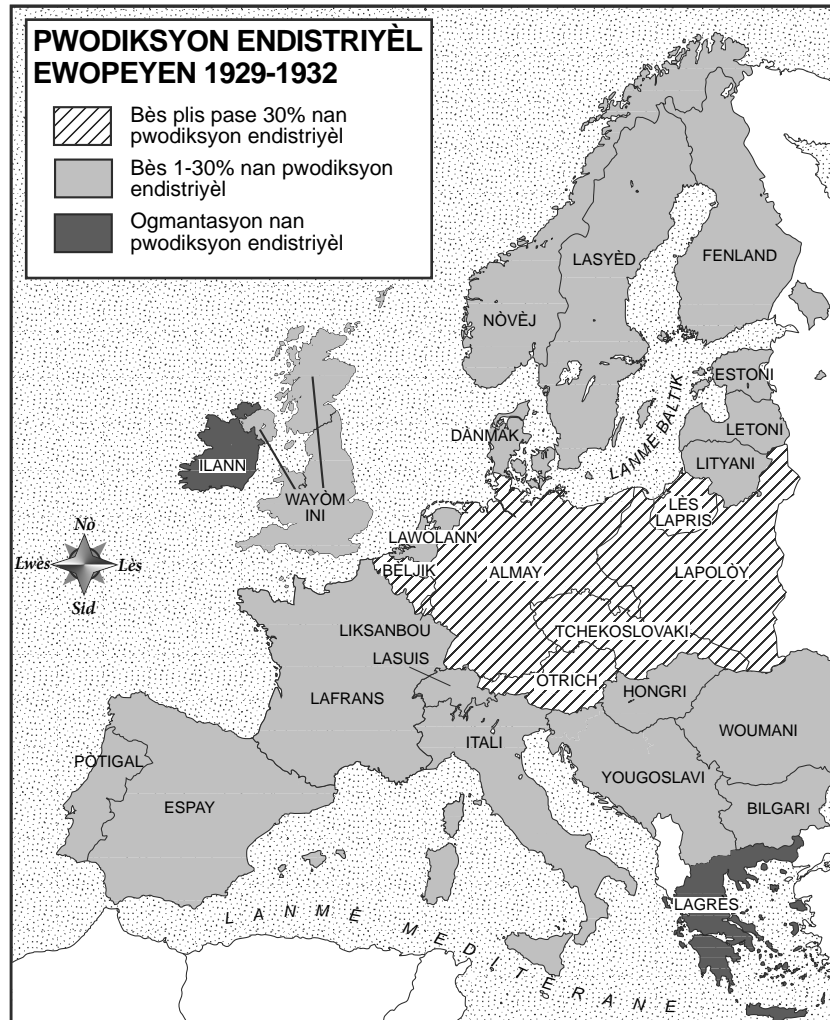 PWODIKSYON ENDISTRIYÈL
EWOPEYEN 1929-1932
Bès plis pase 30% nan
pwodiksyon endistriyèl
Bès 1-30% nan pwodiksyon
endistriyèl
Ogmantasyon nan
pwodiksyon endistriyèl
LASYÈD
FENLAND
NÒVÈJ
ESTONI
LANMÈ BALTIK
LETONI
DÀNMAK
LITYANI
ILANN
WAYÒM
INI
LÈS
LAPRIS
LAWOLANN
BÈLJIK
ALMAY
LAPOLÒY
Nò
Lwès
Lès
Sid
LIKSANBOU
TCHEKOSLOVAKI
LASUIS
OTRICH
HONGRI
LAFRANS
ITALI
WOUMANI
PÒTIGAL
ESPAY
YOUGOSLAVI
BILGARI
LAGRÈS
LANMÈ MEDITERANE